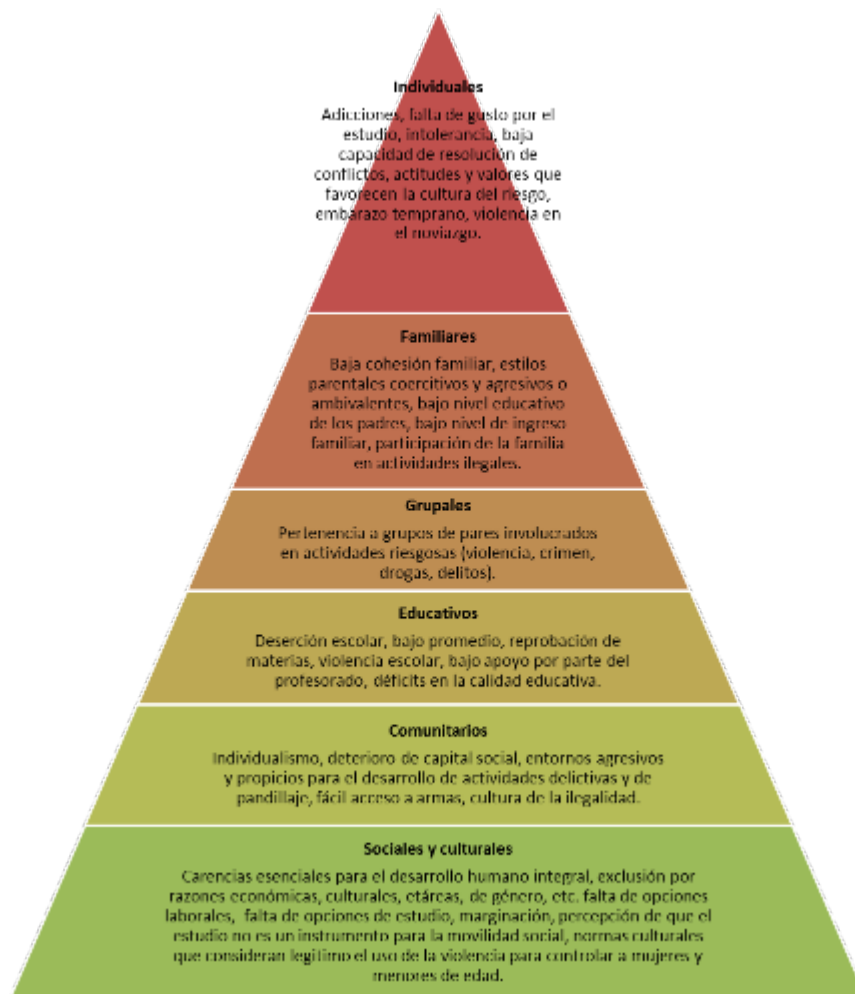 Individuales
Adicciones, falta de gusto por el
estudio, intolerancia, baja
capacidad de resolución de
conflictos, actitudes y valores que
favorecen la cultura del riesgo,
embarazo temprano, violencia en
el noviazgo.
Familiares
Baja cohesión familiar, estilos
parentales coercitivos y agresivos o
ambivalentes, bajo nivel educativo
de los padres, bajo nivel de ingreso
familiar, participación de la familia
en actividades ilegales.
Grupales
Pertenencia a grupos de pares involucrados
en actividades riesgosas (violencia, crimen,
drogas, delitos).
Educativos
Deserción escolar, bajo promedio, reprobación de
materias, violencia escolar, bajo apoyo por parte del
profesorado, déficits en la calidad educativa.
Comunitarios
Individualismo, deterioro de capital social, entornos agresivos
y propicios para el desarrollo de actividades delictivas y de
pandillaje, fácil acceso a armas, cultura de la ilegalidad.
Sociales y culturales
Carencias esenciales para el desarrollo humano integral, exclusión por
razones económicas, culturales, etáreas, de género, etc. falta de opciones
laborales, falta de opciones de estudio, marginación, percepción de que el
estudio no es un instrumento para la movilidad social, normas culturales
que consideran legitimo el uso de la violencia para controlar a mujeres y
menores de edad.